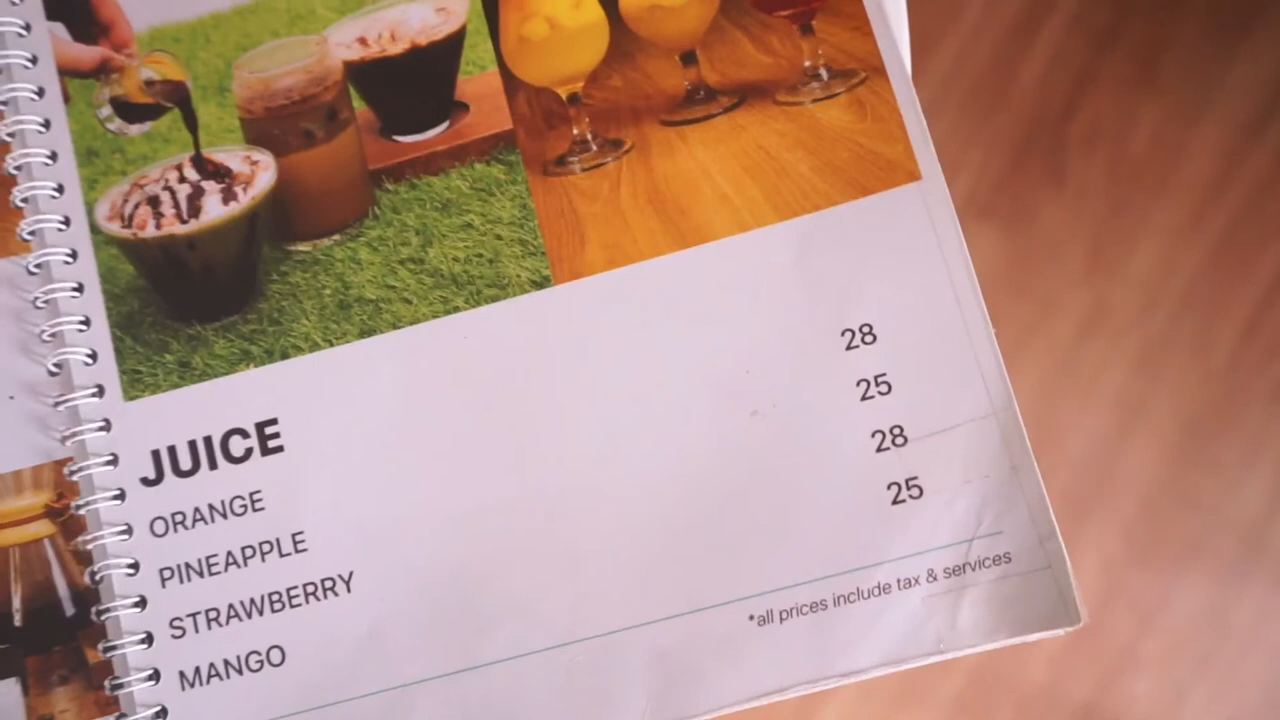 JUICE
ORANGE 28
PINEAPPLE 25
STRAWBERRY 28
MANGO 25
*all prices include tax & services